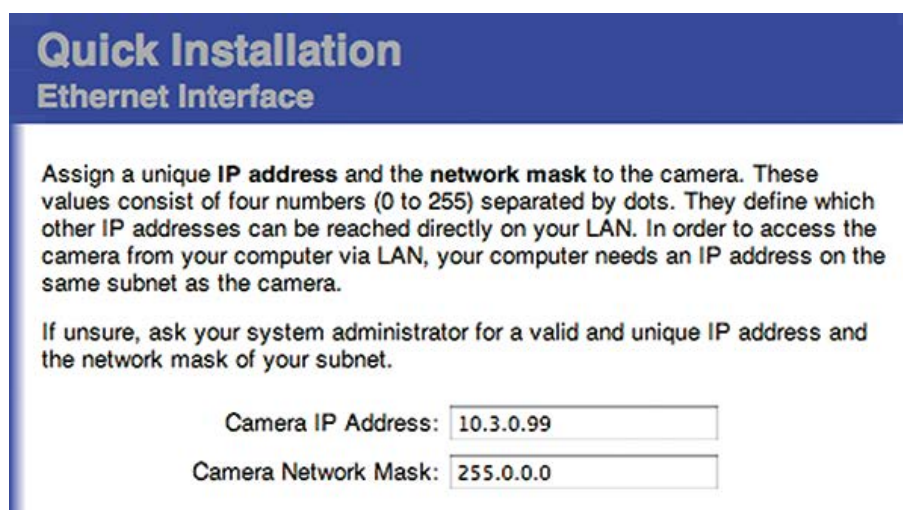 Quick Installation
Ethernet Interface
Assign a unique IP address and the network mask to the camera. These
values consist of four numbers (0 to 255) separated by dots. They define which
other IP addresses can be reached directly on your LAN. In order to access the
camera from your computer via LAN, your computer needs an IP address on the
same subnet as the camera.
If unsure, ask your system administrator for a valid and unique IP address and
the network mask of your subnet.
Camera IP Address: 10.3.0.99
Camera Network Mask: 255.0.0.0